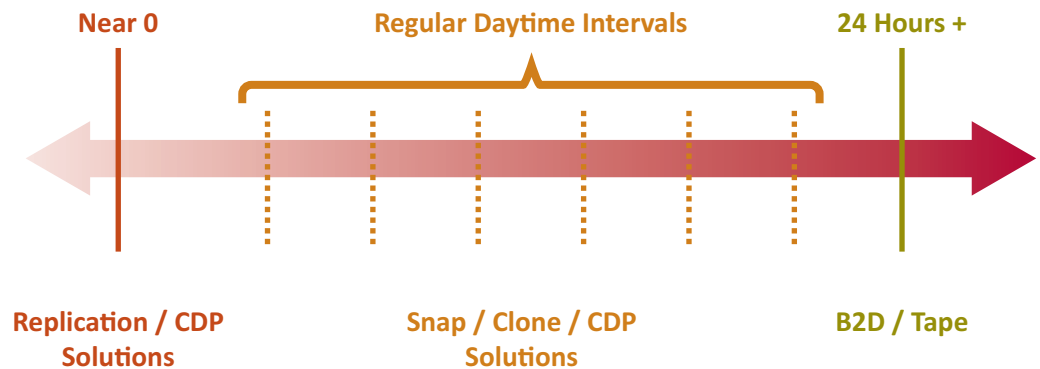 Near 0
Regular Daytime Intervals
24 Hours +
Replication / CDP
Solutions
Snap / Clone / CDP
Solutions
B2D / Tape